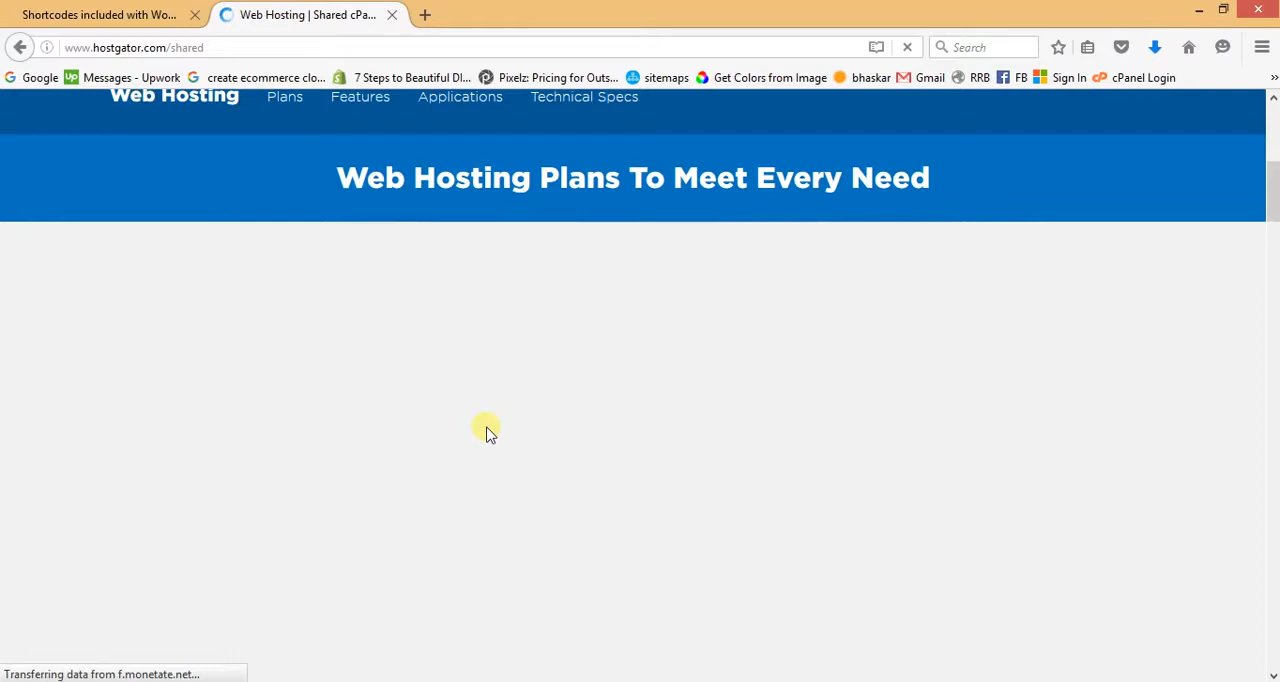 Shortcodes included with Wo...
Web Hosting | Shared cPa...
www.hostgator.com/shared
Search
Google
Messages - Upwork
create ecommerce clo...
7 Steps to Beautiful DI...
Pixelz: Pricing for Outs...
sitemaps
Get Colors from Image
bhaskar
Gmail
RRB
FB
Sign In
cPanel Login
Web Hosting
Plans
Features
Applications
Technical Specs
Web Hosting Plans To Meet Every Need
Transferring data from f.monetate.net...